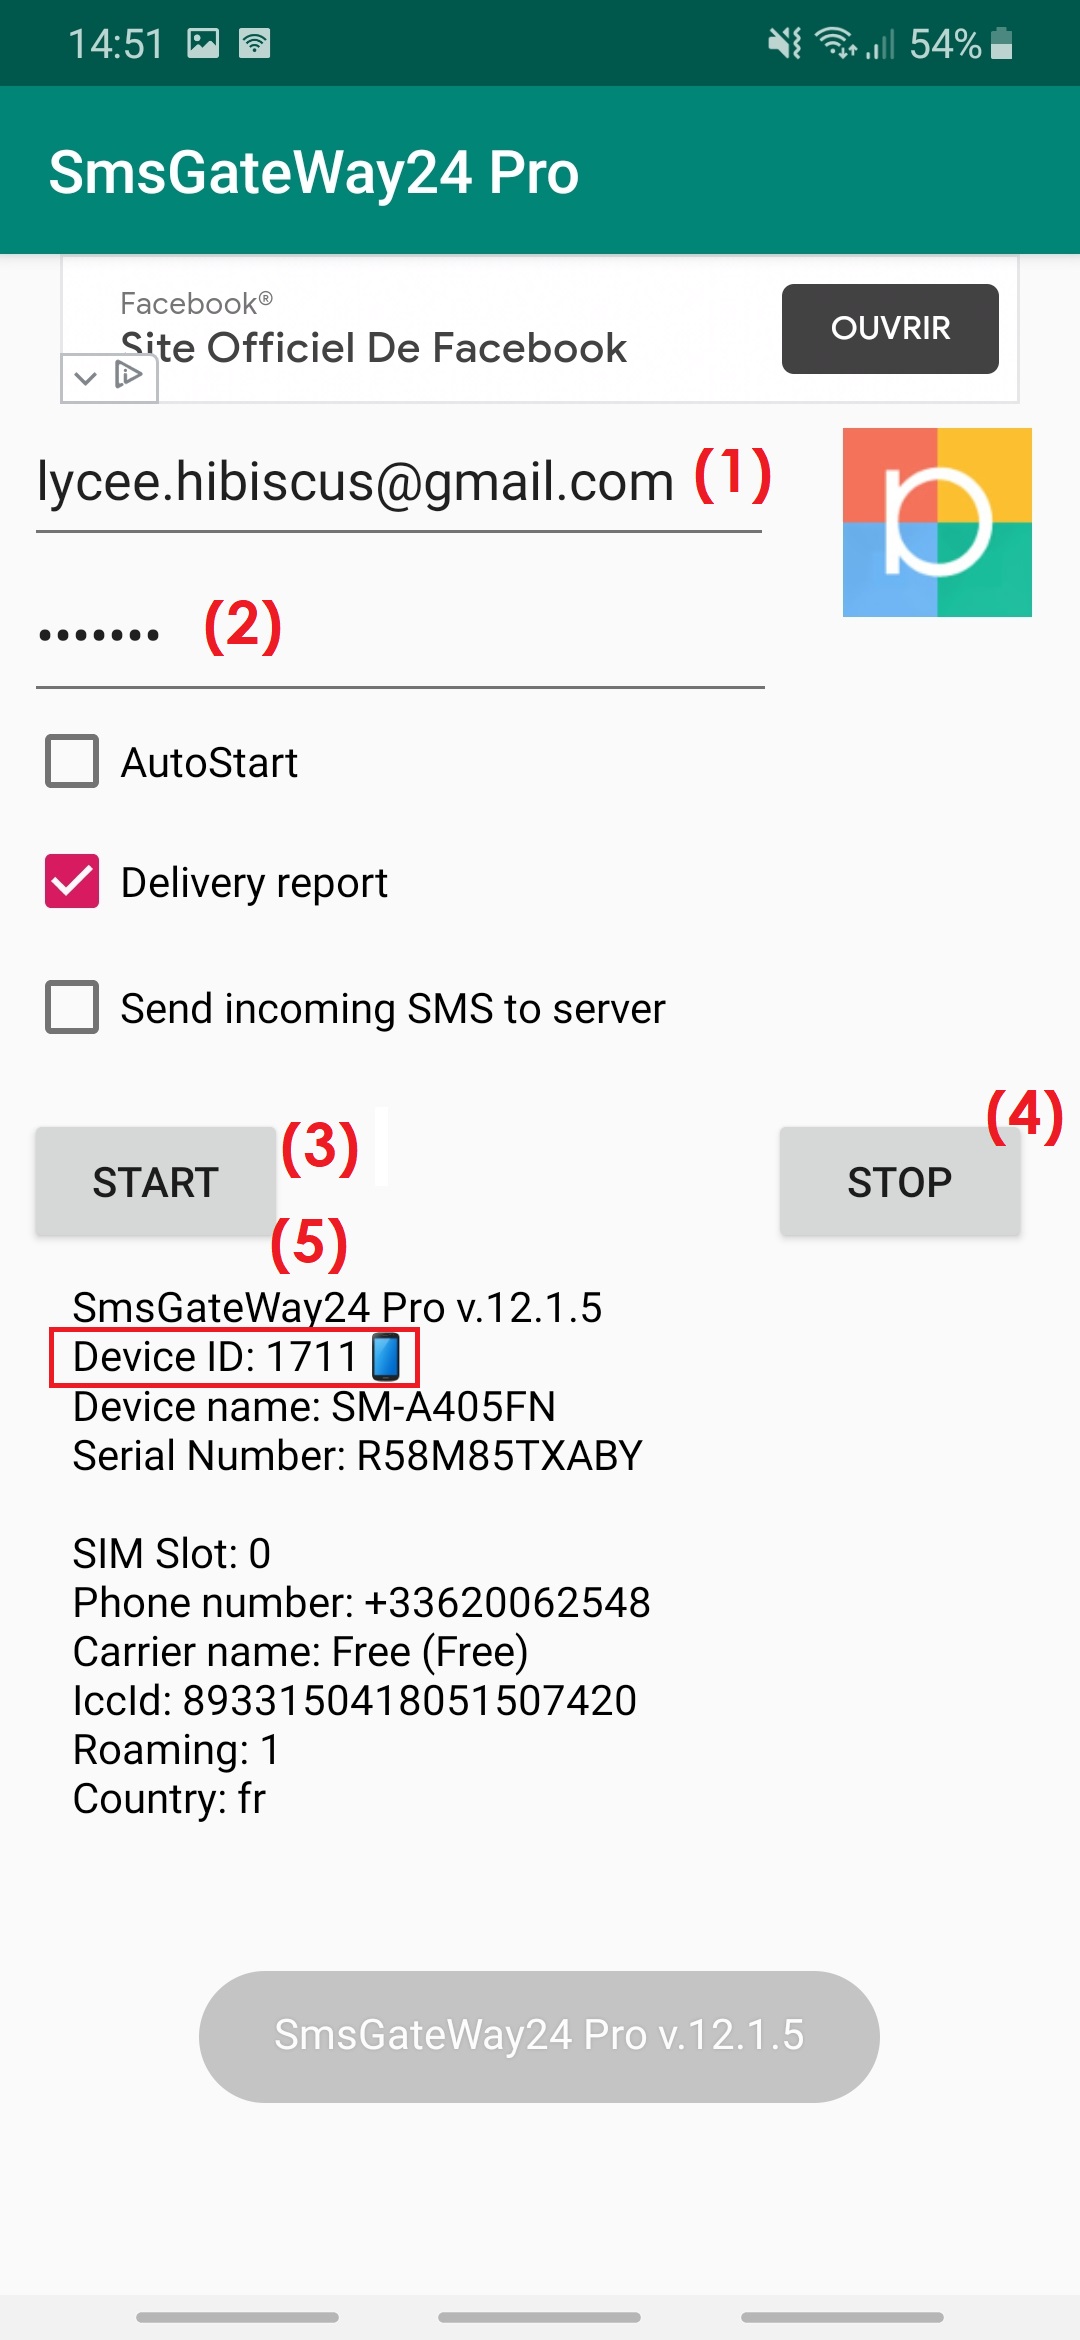 14:51 54%
SmsGateWay24 Pro
Facebook®
Site Officiel De Facebook
OUVRIR
lycee.hibiscus@gmail.com (1)
....... (2)
AutoStart
Delivery report
Send incoming SMS to server
START (3)
STOP (4)
(5)
SmsGateWay24 Pro v.12.1.5
Device ID: 1711
Device name: SM-A405FN
Serial Number: R58M85TXABY
SIM Slot: 0
Phone number: +33620062548
Carrier name: Free (Free)
IccId: 8933150418051507420
Roaming: 1
Country: fr
SmsGateWay24 Pro v.12.1.5